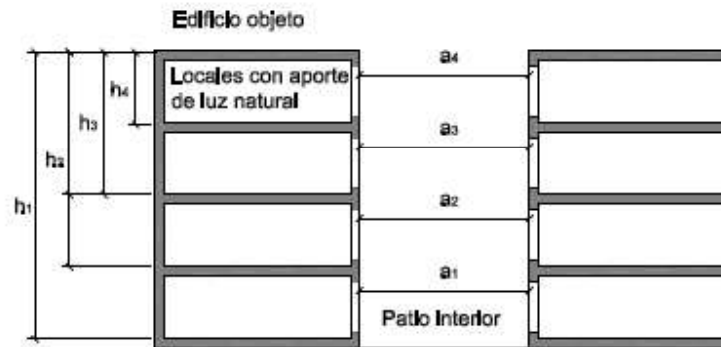 Edificio objeto
Locales con aporte
de luz natural
h4
h3
h2
h1
a4
a3
a2
a1
Patio Interior